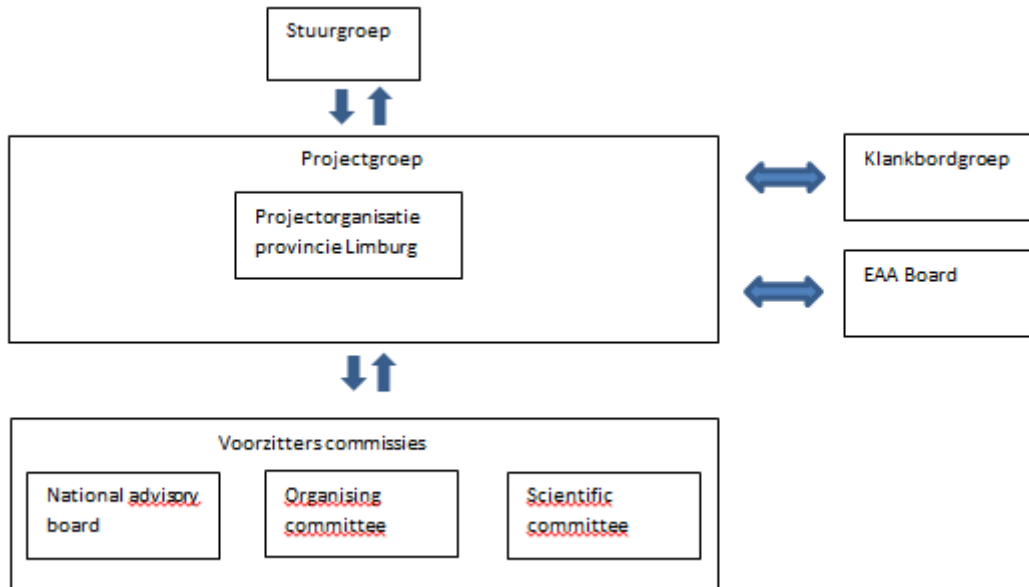 Stuurgroep
Projectgroep
Projectorganisatie
provincie Limburg
Klankbordgroep
EAA Board
Voorzitters commissies
National advisory
board
Organising
committee
Scientific
committee